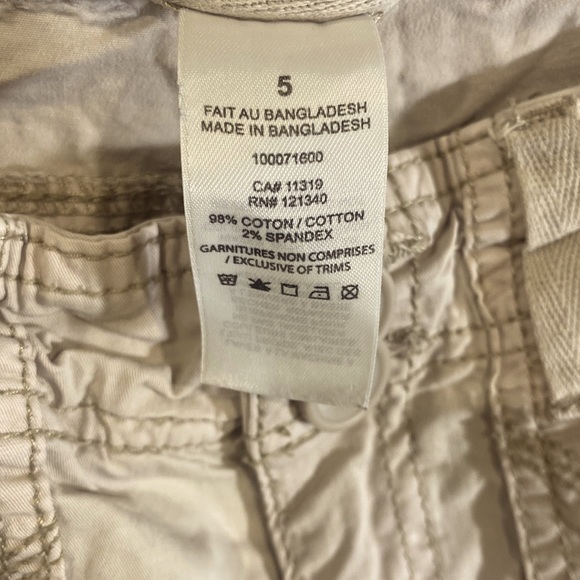 5
FAIT AU BANGLADESH
MADE IN BANGLADESH
100071600
CA# 11319
RN# 121340
98% COTON / COTTON
2% SPANDEX
GARNITURES NON COMPRISES
/ EXCLUSIVE OF TRIMS